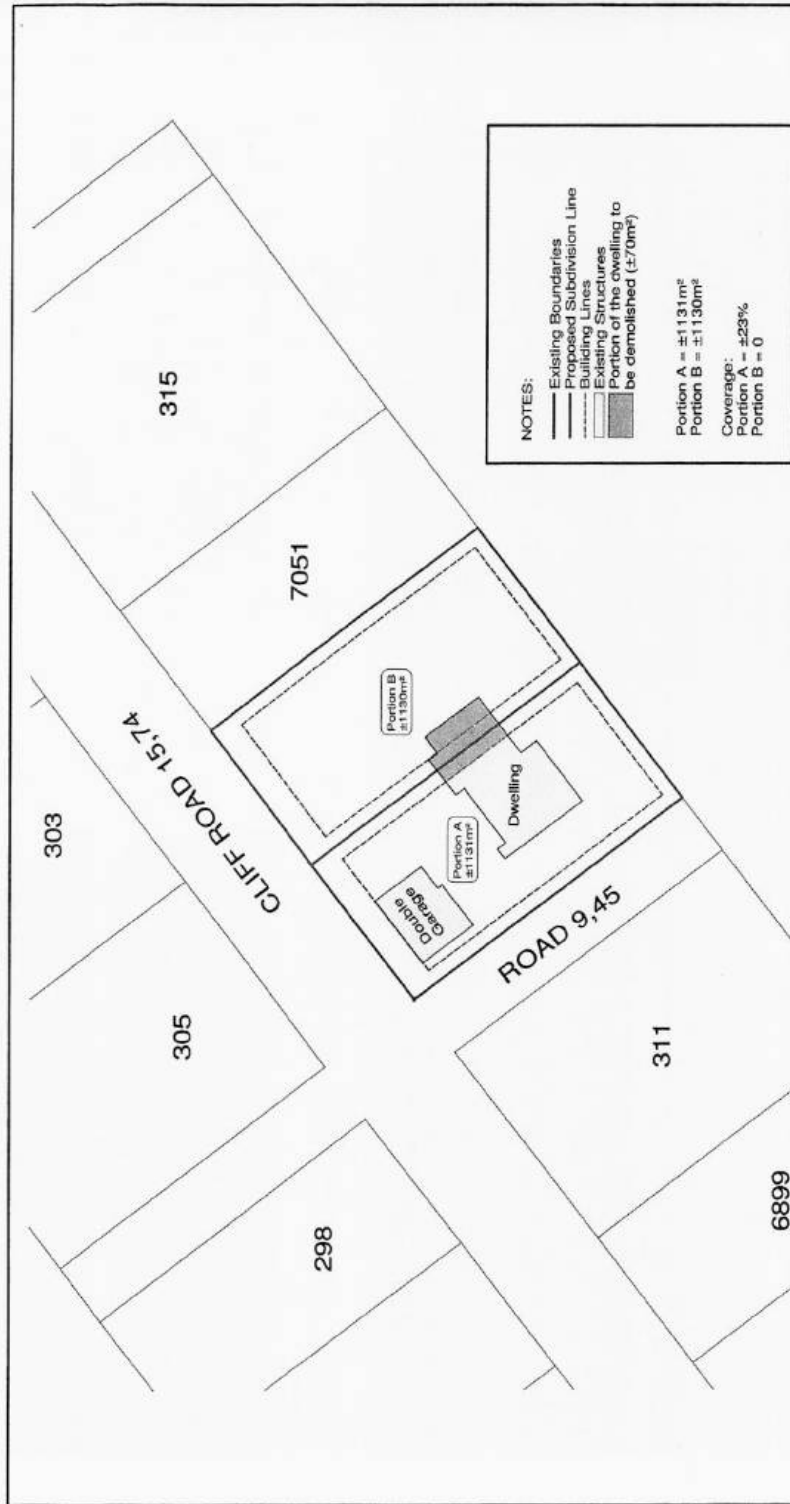 315
7051
303
CLIFF ROAD 15,74
305
298
Portion B
±1130m²
Portion A
±1131m²
Dwelling
Double
Garage
ROAD 9,45
311
6899
NOTES:
Existing Boundaries
Proposed Subdivision Line
Builiding Lines
Existing Structures
Portion of the dwelling to
be demolished (±70m²)
Portion A = ±1131m²
Portion B = ±1130m²
Coverage:
Portion A = ±23%
Portion B = 0